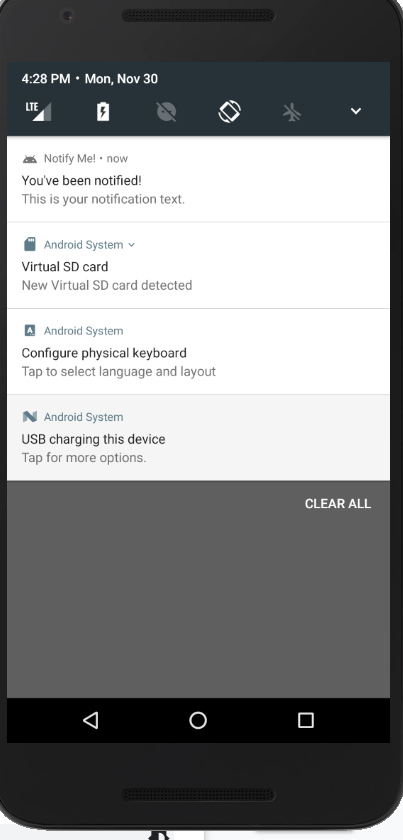 4:28 PM • Mon, Nov 30
LTE
Notify Me! • now
You've been notified!
This is your notification text.
Android System
Virtual SD card
New Virtual SD card detected
A Android System
Configure physical keyboard
Tap to select language and layout
Android System
USB charging this device
Tap for more options.
CLEAR ALL